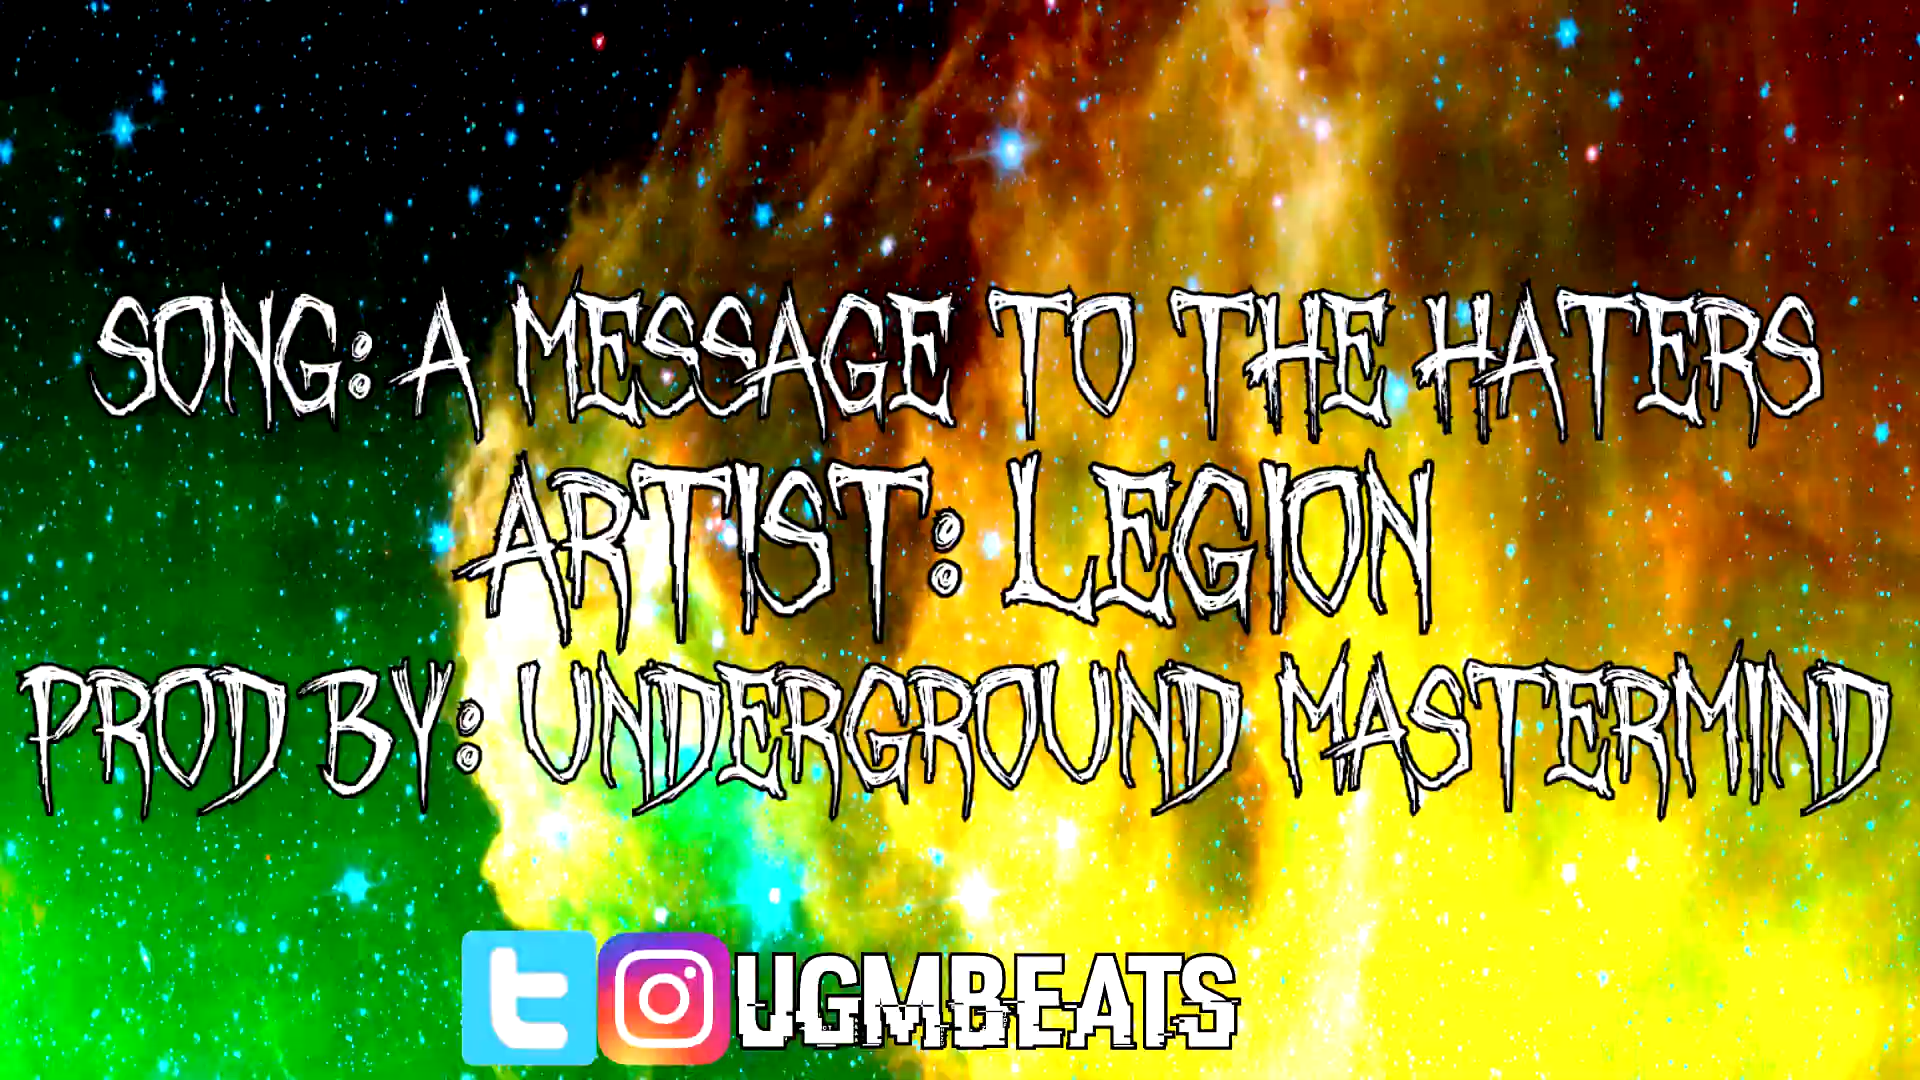 SONG: A MESSAGE TO THE HATERS
ARTIST: LEGION
PROD BY: UNDERGROUND MASTERMIND
UGMBEATS